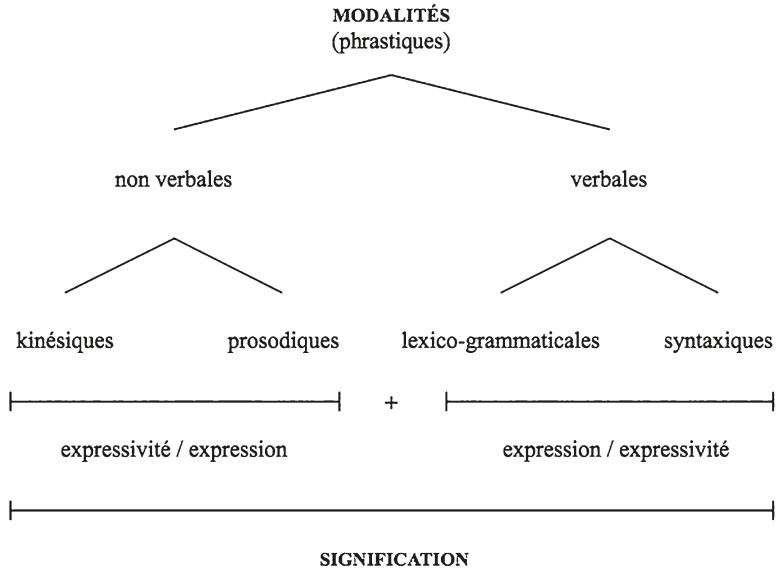 MODALITÉS
(phrastiques)
non verbales verbales
kinésiques prosodiques lexico-grammaticales syntaxiques
+
expressivité / expression expression / expressivité
SIGNIFICATION